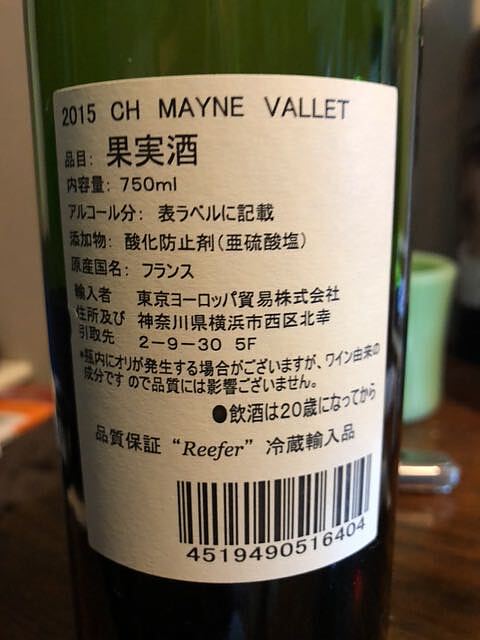 2015 CH MAYNE VALLET
品目: 果実酒
内容量: 750ml
アルコール分: 表ラベルに記載
添加物: 酸化防止剤(亜硫酸塩)
原産国名: フランス
輸入者 東京ヨーロッパ貿易株式会社
住所及び 神奈川県横浜市西区北幸
引取先 2-9-30 5F
*瓶内にオリが発生する場合がございますが、ワイン由来の
成分です ので品質には影響ございません。
●飲酒は20歳になってから
品質保証 "Reefer" 冷蔵輸入品
4519490516404